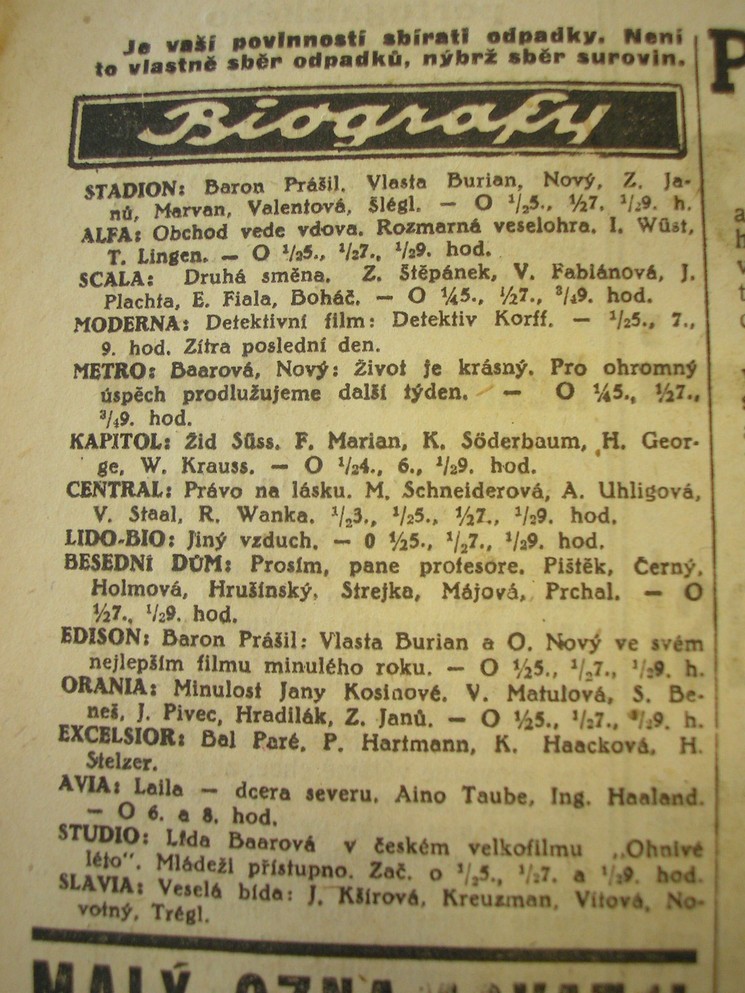 Je vaší povinností sbírati odpadky. Není
to vlastně sběr odpadků, nýbrž sběr surovin.
P
Biografy
STADION: Baron Prášil. Vlasta Burian, Nový, Z. Ja-
nů, Marvan, Valentová, Šlégl. — O ½5., ½7. ½9. h.
ALFA: Obchod vede vdova. Rozmarná veselohra. I. Wüst,
T. Lingen. — O ½5., ½7., ½9. hod.
SCALA: Druhá směna. Z. Štěpánek, V. Fabiánová, J.
Plachta, E. Fiala, Boháč. — O ¼5., ½7., ¾9. hod.
MODERNA: Detektivní film: Detektiv Korff. — ½5., 7.,
9. hod. Zítra poslední den.
METRO: Baarová, Nový: Život je krásný. Pro ohromný
úspěch prodlužujeme další týden. — O ¼5., ½7.,
¾9. hod.
KAPITOL: Žid Süss. F. Marian, K. Söderbaum, H. Geor-
ge, W. Krauss. — O ½4., 6., ½9. hod.
CENTRAL: Právo na lásku. M. Schneiderová, A. Uhligová,
V. Staal, R. Wanka. ½3., ½5., ½7., ½9. hod.
LIDO-BIO: Jiný vzduch. — 0 ½5., ½7., ½9. hod.
BESEDNÍ DŮM: Prosím, pane profesore. Pištěk, Černý,
Holmová, Hrušínský, Strejka, Májová, Prchal. — O
½7., ½9. hod.
EDISON: Baron Prášil: Vlasta Burian a O. Nový ve svém
nejlepším filmu minulého roku. — O ½5., ½7., ½9. h.
ORANIA: Minulost Jany Kosinové. V. Matulová, S. Be-
neš, J. Pivec, Hradilák, Z. Janů. — O ½5., ½7., ½9. h.
EXCELSIOR: Bal Paré. P. Hartmann, K. Haacková, H.
Stelzer.
AVIA: Laila — dcera severu. Aino Taube, Ing. Haaland.
— O 6. a 8. hod.
STUDIO: Lída Baarová v českém velkofilmu „Ohnivé
léto". Mládeži přístupno. Zač. o ½5., ½7. a ½9. hod.
SLAVIA: Veselá bída: J. Kšírová, Kreuzman, Vítová, No-
votný, Trégl.
MALÝ